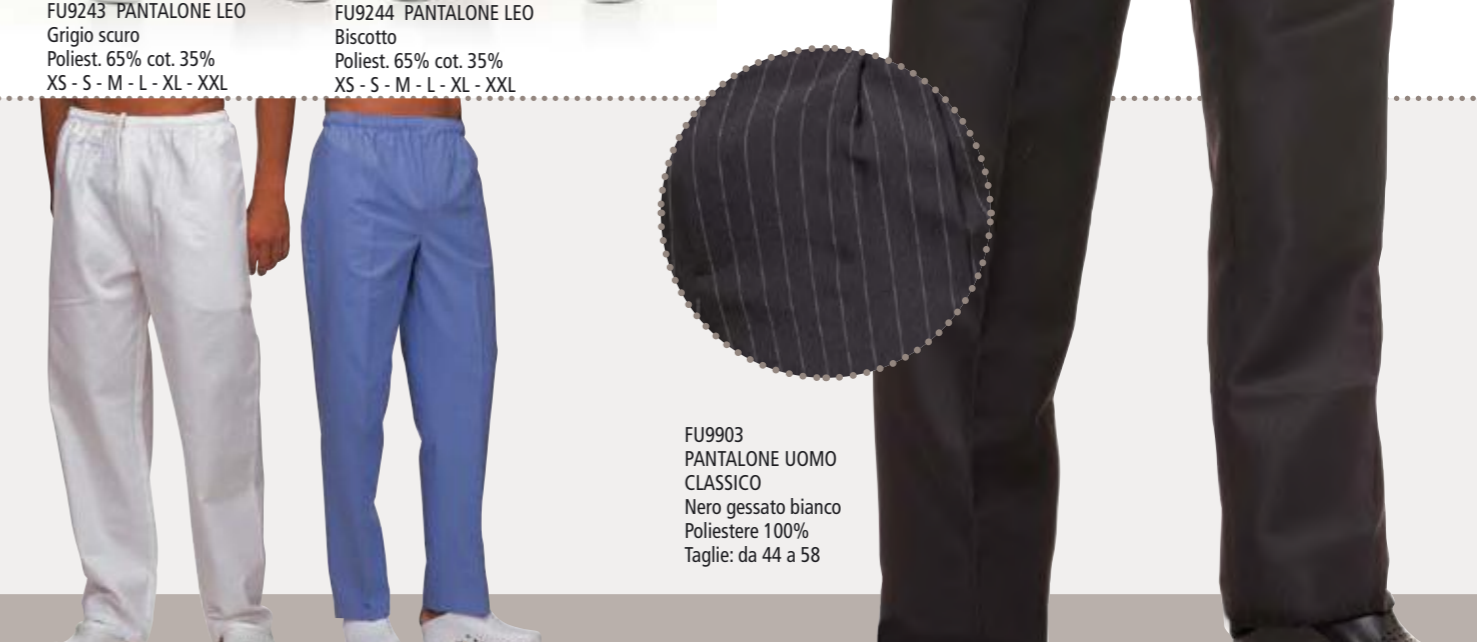 FU9243 PANTALONE LEO
Grigio scuro
Poliest. 65% cot. 35%
XS - S - M - L - XL - XXL
FU9244 PANTALONE LEO
Biscotto
Poliest. 65% cot. 35%
XS - S - M - L - XL - XXL
FU9903
PANTALONE UOMO
CLASSICO
Nero gessato bianco
Poliestere 100%
Taglie: da 44 a 58